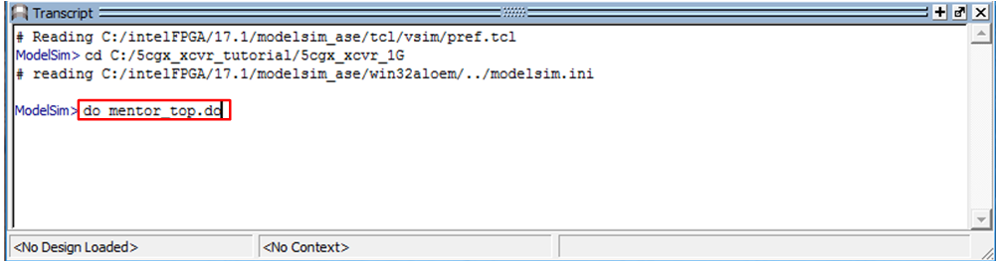 Transcript
# Reading C:/intelFPGA/17.1/modelsim_ase/tcl/vsim/pref.tcl
ModelSim> cd C:/5cgx_xcvr_tutorial/5cgx_xcvr_1G
# reading C:/intelFPGA/17.1/modelsim_ase/win32aloem/../modelsim.ini
ModelSim> do mentor_top.do
<No Design Loaded> <No Context>